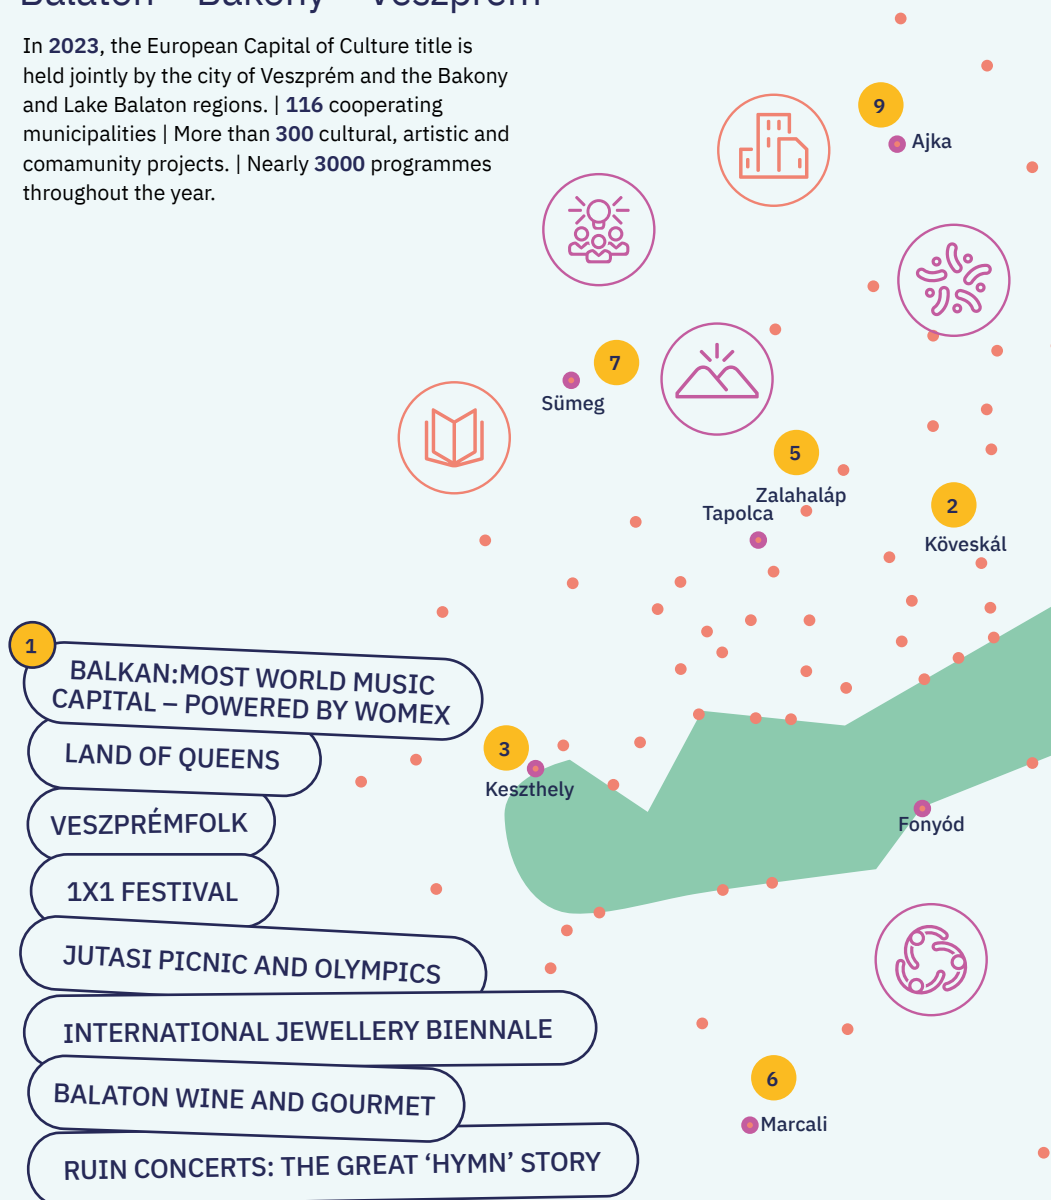 Balaton – Bakony – Veszprém
In 2023, the European Capital of Culture title is
held jointly by the city of Veszprém and the Bakony
and Lake Balaton regions. | 116 cooperating
municipalities | More than 300 cultural, artistic and
comamunity projects. | Nearly 3000 programmes
throughout the year.
9
Ajka
7
Sümeg
5
Zalahaláp
Tapolca
2
Köveskál
1
BALKAN:MOST WORLD MUSIC
CAPITAL – POWERED BY WOMEX
LAND OF QUEENS
3
Keszthely
VESZPRÉMFOLK
Fonyód
1X1 FESTIVAL
JUTASI PICNIC AND OLYMPICS
INTERNATIONAL JEWELLERY BIENNALE
BALATON WINE AND GOURMET
6
Marcali
RUIN CONCERTS: THE GREAT ‘HYMN’ STORY